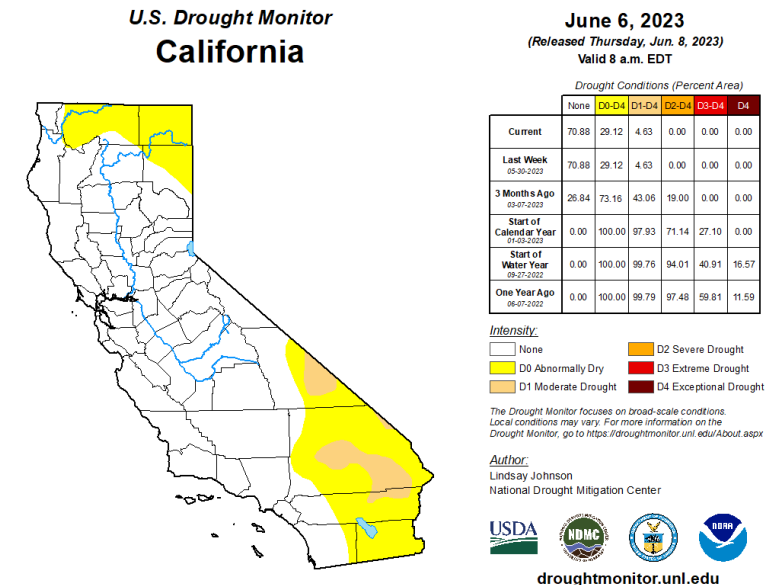 U.S. Drought Monitor
California
June 6, 2023
(Released Thursday, Jun. 8, 2023)
Valid 8 a.m. EDT
Drought Conditions (Percent Area)
None D0-D4 D1-D4 D2-D4 D3-D4 D4
Current 70.88 29.12 4.63 0.00 0.00 0.00
Last Week 70.88 29.12 4.63 0.00 0.00 0.00
05-30-2023
3 Months Ago 26.84 73.16 43.06 19.00 0.00 0.00
03-07-2023
Start of
Calendar Year 0.00 100.00 97.93 71.14 27.10 0.00
01-03-2023
Start of
Water Year 0.00 100.00 99.76 94.01 40.91 16.57
09-27-2022
One Year Ago 0.00 100.00 99.79 97.48 59.81 11.59
06-07-2022
Intensity:
None
D0 Abnormally Dry
D1 Moderate Drought
D2 Severe Drought
D3 Extreme Drought
D4 Exceptional Drought
The Drought Monitor focuses on broad-scale conditions.
Local conditions may vary. For more information on the
Drought Monitor, go to https://droughtmonitor.unl.edu/About.aspx
Author:
Lindsay Johnson
National Drought Mitigation Center
USDA
NDMC
NOAA
droughtmonitor.unl.edu